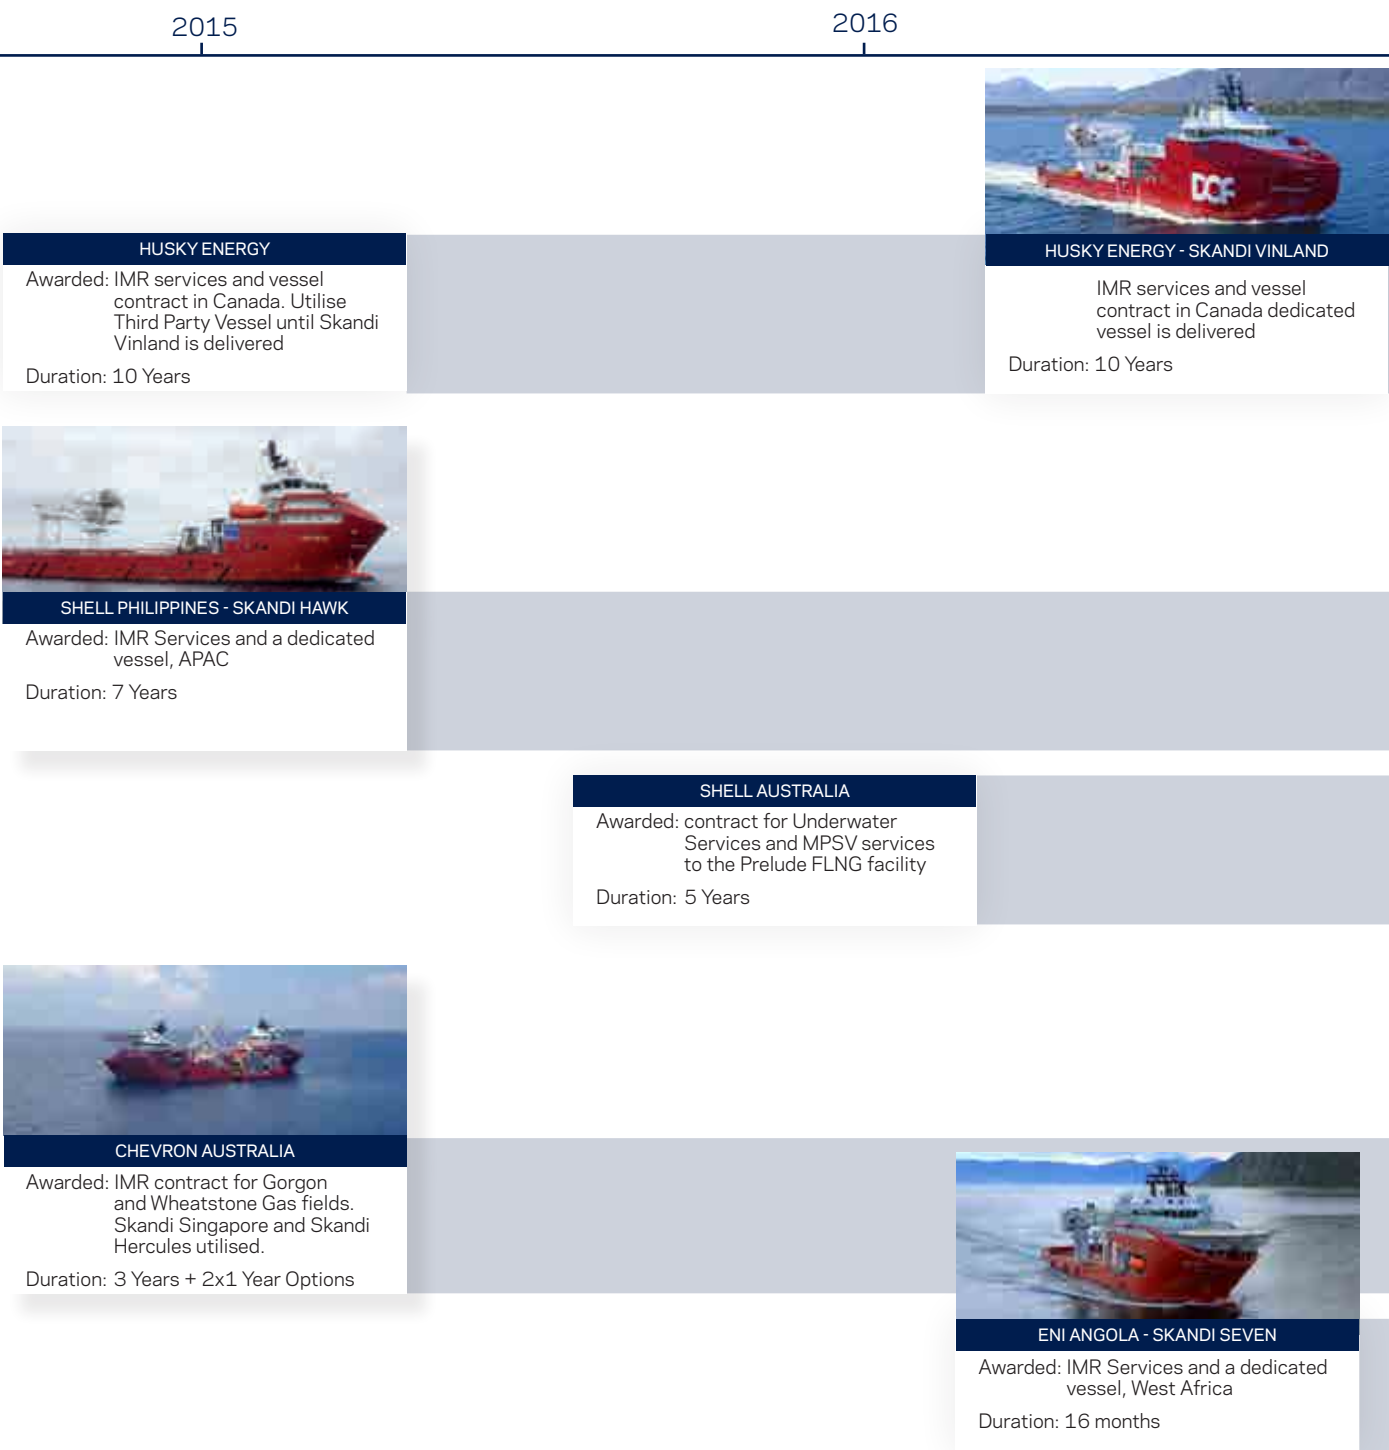 2015
2016
DOF
HUSKY ENERGY
Awarded: IMR services and vessel
contract in Canada. Utilise
Third Party Vessel until Skandi
Vinland is delivered
Duration: 10 Years
HUSKY ENERGY - SKANDI VINLAND
IMR services and vessel
contract in Canada dedicated
vessel is delivered
Duration: 10 Years
SHELL PHILIPPINES - SKANDI HAWK
Awarded: IMR Services and a dedicated
vessel, APAC
Duration: 7 Years
SHELL AUSTRALIA
Awarded: contract for Underwater
Services and MPSV services
to the Prelude FLNG facility
Duration: 5 Years
CHEVRON AUSTRALIA
Awarded: IMR contract for Gorgon
and Wheatstone Gas fields.
Skandi Singapore and Skandi
Hercules utilised.
Duration: 3 Years + 2x1 Year Options
ENI ANGOLA - SKANDI SEVEN
Awarded: IMR Services and a dedicated
vessel, West Africa
Duration: 16 months